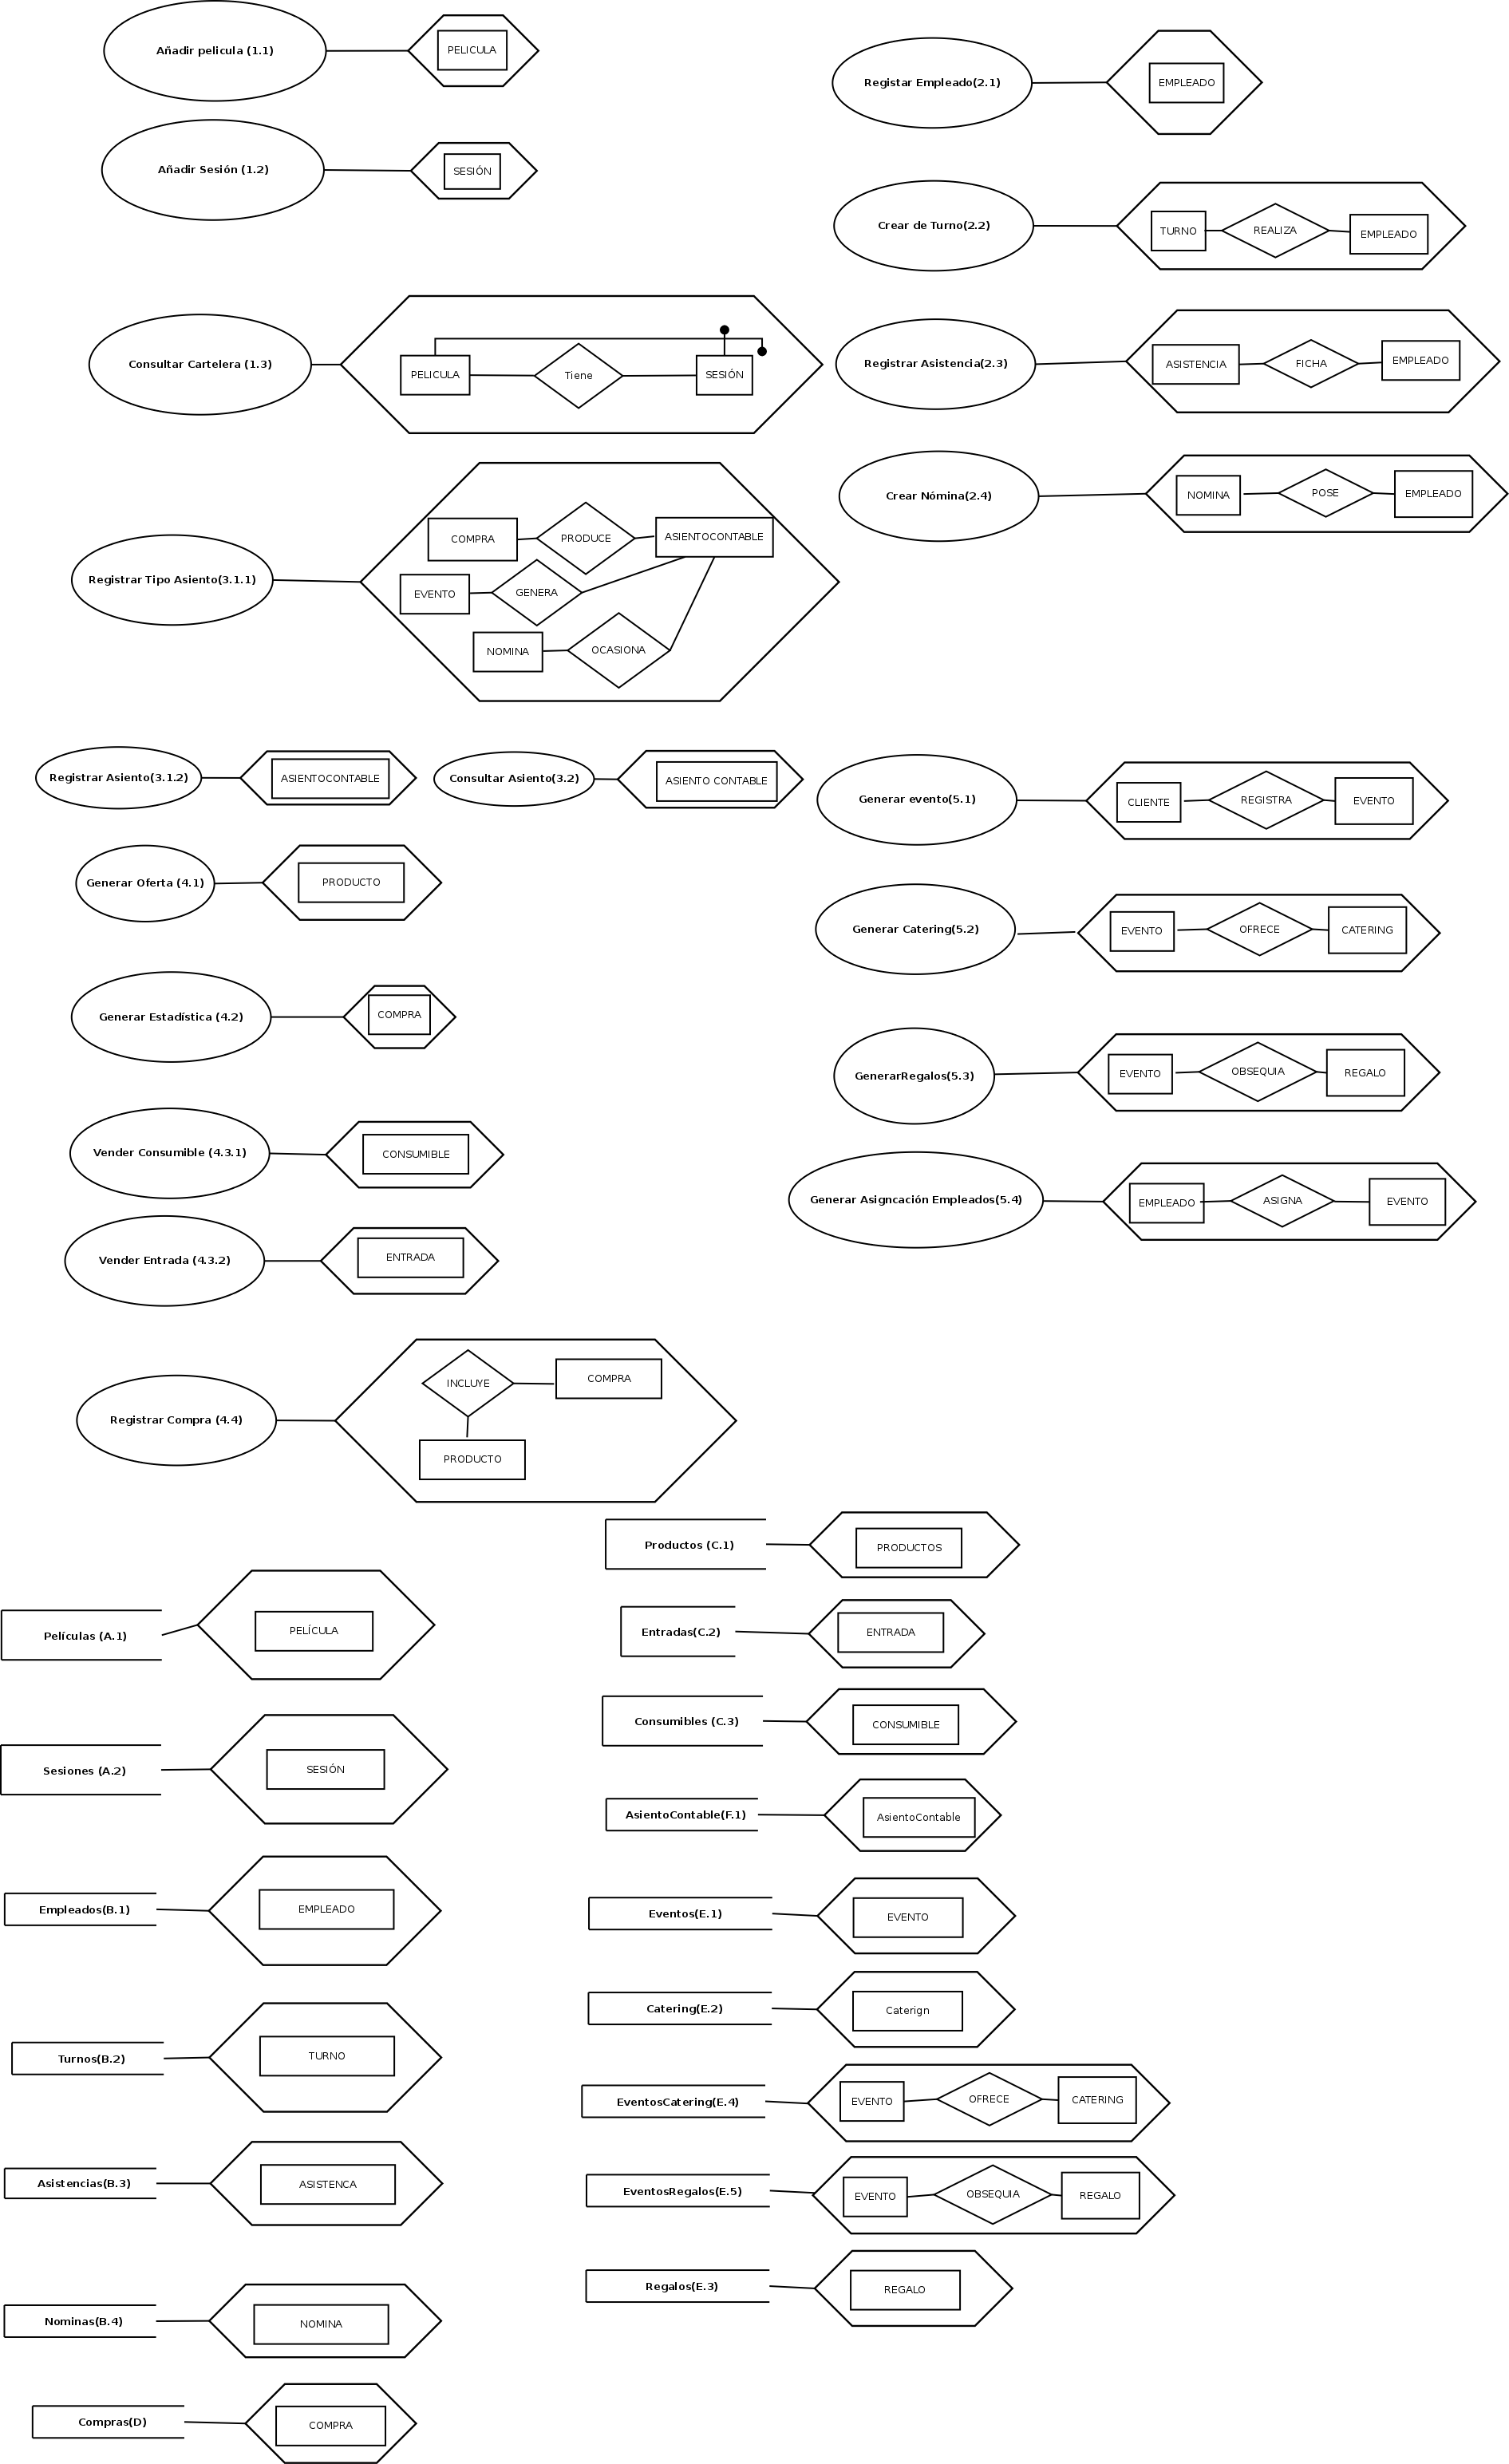 Añadir pelicula (1.1)
PELICULA
Añadir Sesión (1.2)
SESIÓN
Consultar Cartelera (1.3)
PELICULA
Tiene
SESIÓN
Registar Empleado(2.1)
EMPLEADO
Crear de Turno(2.2)
TURNO
REALIZA
EMPLEADO
Registrar Asistencia(2.3)
ASISTENCIA
FICHA
EMPLEADO
Crear Nómina(2.4)
NOMINA
POSE
EMPLEADO
Registrar Tipo Asiento(3.1.1)
COMPRA
PRODUCE
ASIENTOCONTABLE
EVENTO
GENERA
NOMINA
OCASIONA
Registrar Asiento(3.1.2)
ASIENTOCONTABLE
Consultar Asiento(3.2)
ASIENTO CONTABLE
Generar Oferta (4.1)
PRODUCTO
Generar Estadística (4.2)
COMPRA
Vender Consumible (4.3.1)
CONSUMIBLE
Vender Entrada (4.3.2)
ENTRADA
Registrar Compra (4.4)
INCLUYE
COMPRA
PRODUCTO
Generar evento(5.1)
CLIENTE
REGISTRA
EVENTO
Generar Catering(5.2)
EVENTO
OFRECE
CATERING
GenerarRegalos(5.3)
EVENTO
OBSEQUIA
REGALO
Generar Asigncación Empleados(5.4)
EMPLEADO
ASIGNA
EVENTO
Películas (A.1)
PELÍCULA
Sesiones (A.2)
SESIÓN
Empleados(B.1)
EMPLEADO
Turnos(B.2)
TURNO
Asistencias(B.3)
ASISTENCA
Nominas(B.4)
NOMINA
Compras(D)
COMPRA
Productos (C.1)
PRODUCTOS
Entradas(C.2)
ENTRADA
Consumibles (C.3)
CONSUMIBLE
AsientoContable(F.1)
AsientoContable
Eventos(E.1)
EVENTO
Catering(E.2)
Caterign
EventosCatering(E.4)
EVENTO
OFRECE
CATERING
EventosRegalos(E.5)
EVENTO
OBSEQUIA
REGALO
Regalos(E.3)
REGALO